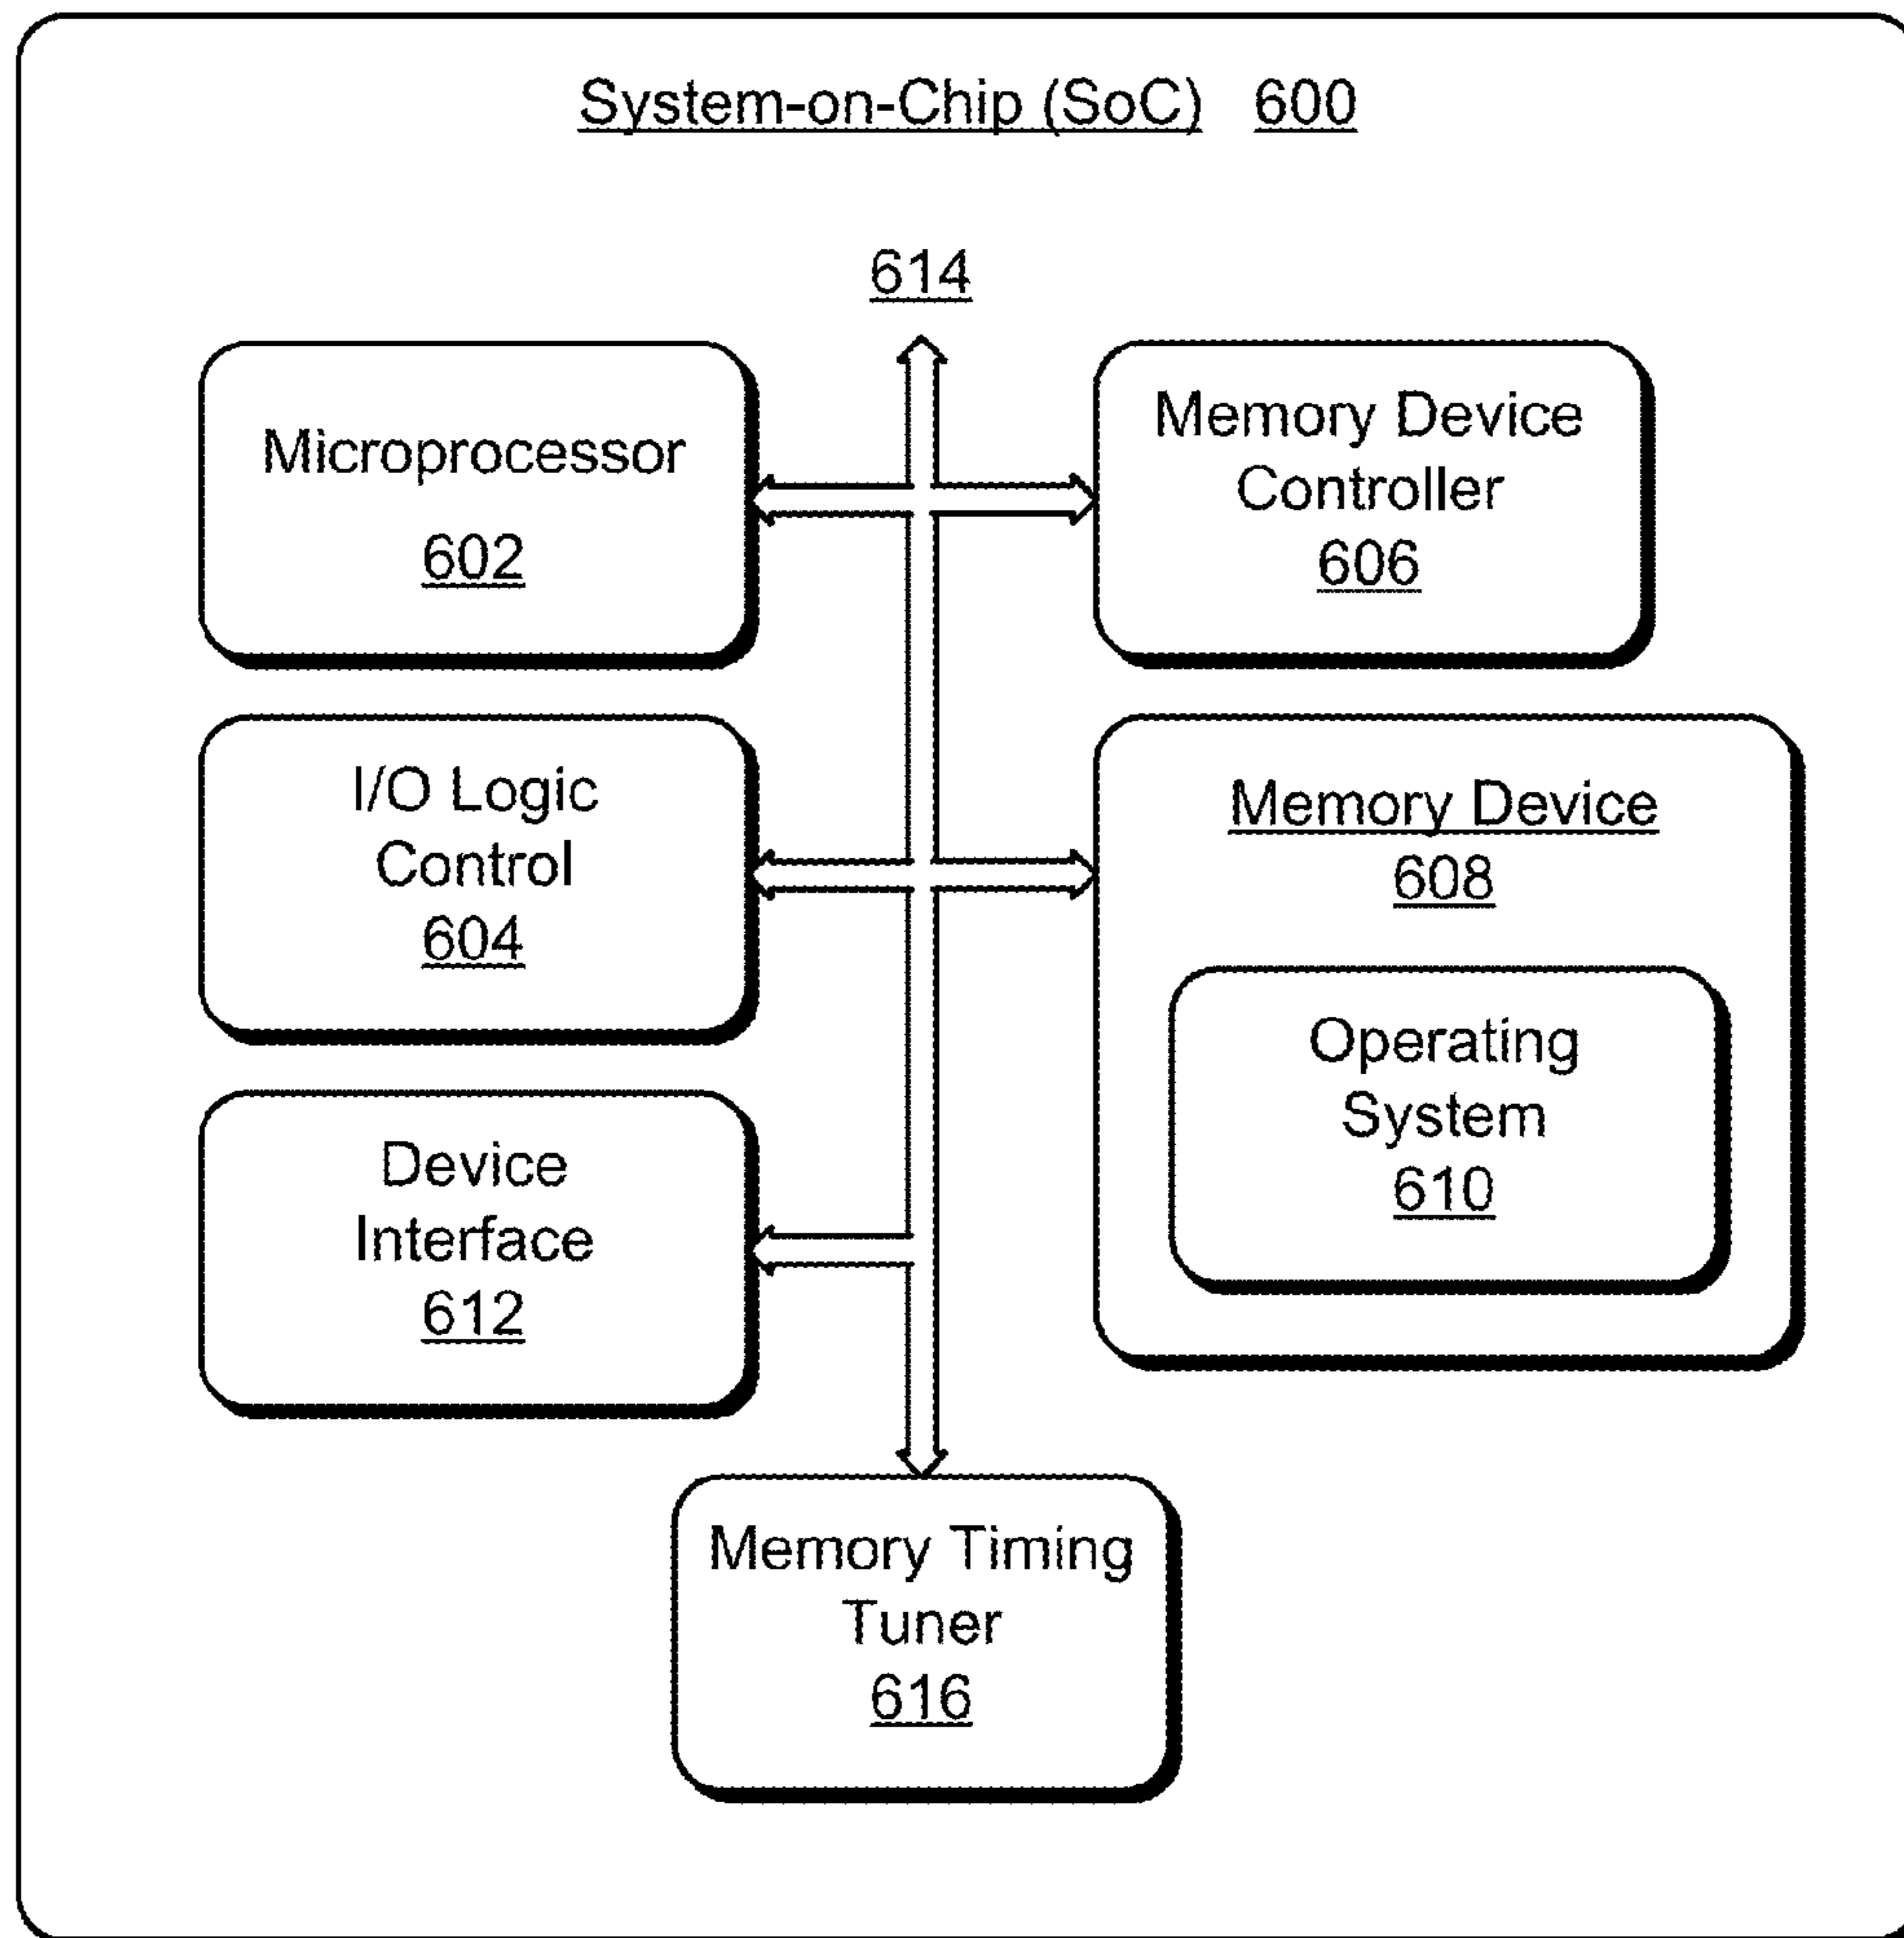 System-on-Chip (SoC) 600
614
Microprocessor
602
Memory Device
Controller
606
I/O Logic
Control
604
Memory Device
608
Operating
System
610
Device
Interface
612
Memory Timing
Tuner
616